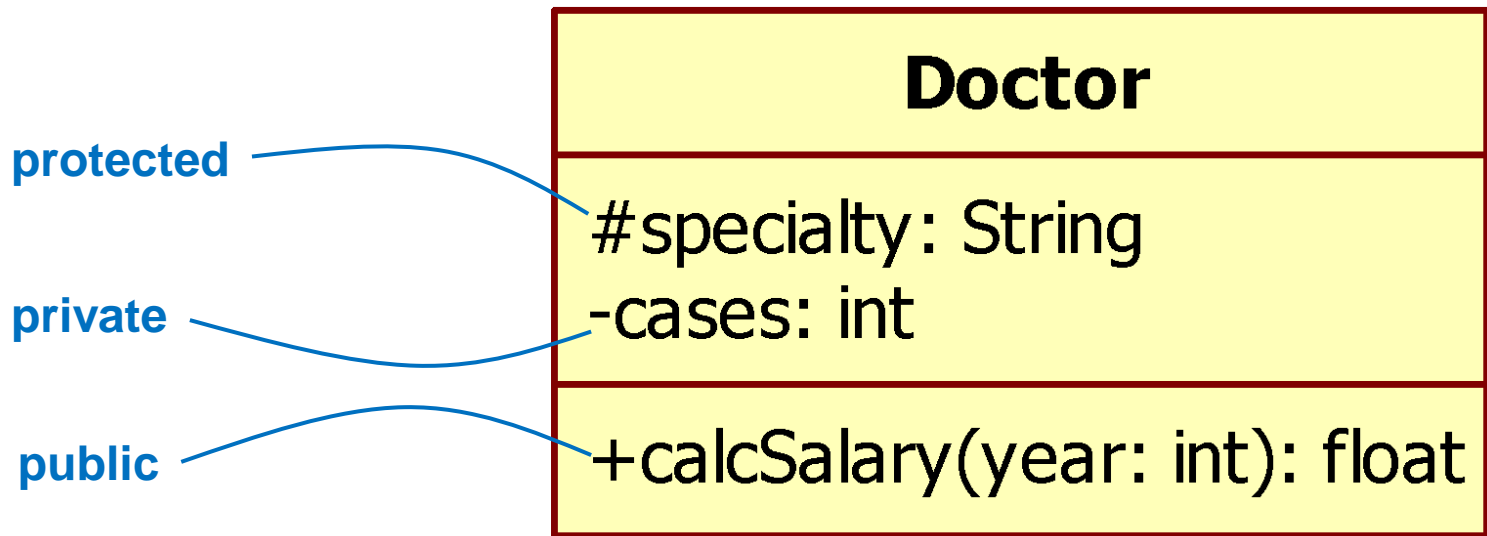 Doctor
protected
#specialty: String
private
-cases: int
public
+calcSalary(year: int): float